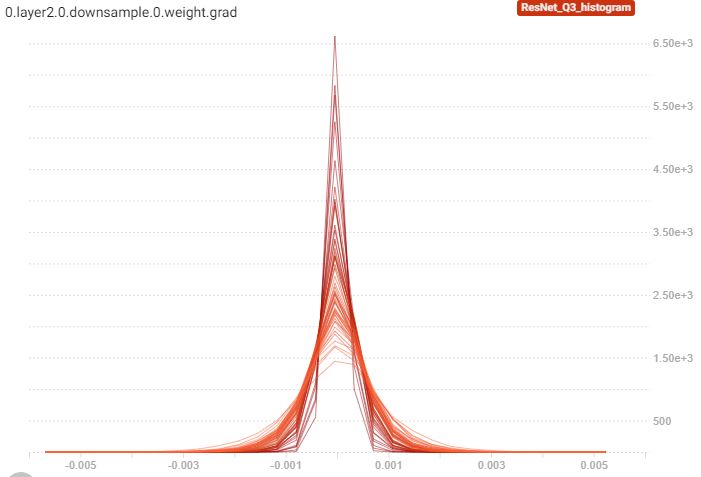 0.layer2.0.downsample.0.weight.grad
ResNet_Q3_histogram
6.50e+3
5.50e+3
4.50e+3
3.50e+3
2.50e+3
1.50e+3
500
-0.005 -0.003 -0.001 0.001 0.003 0.005